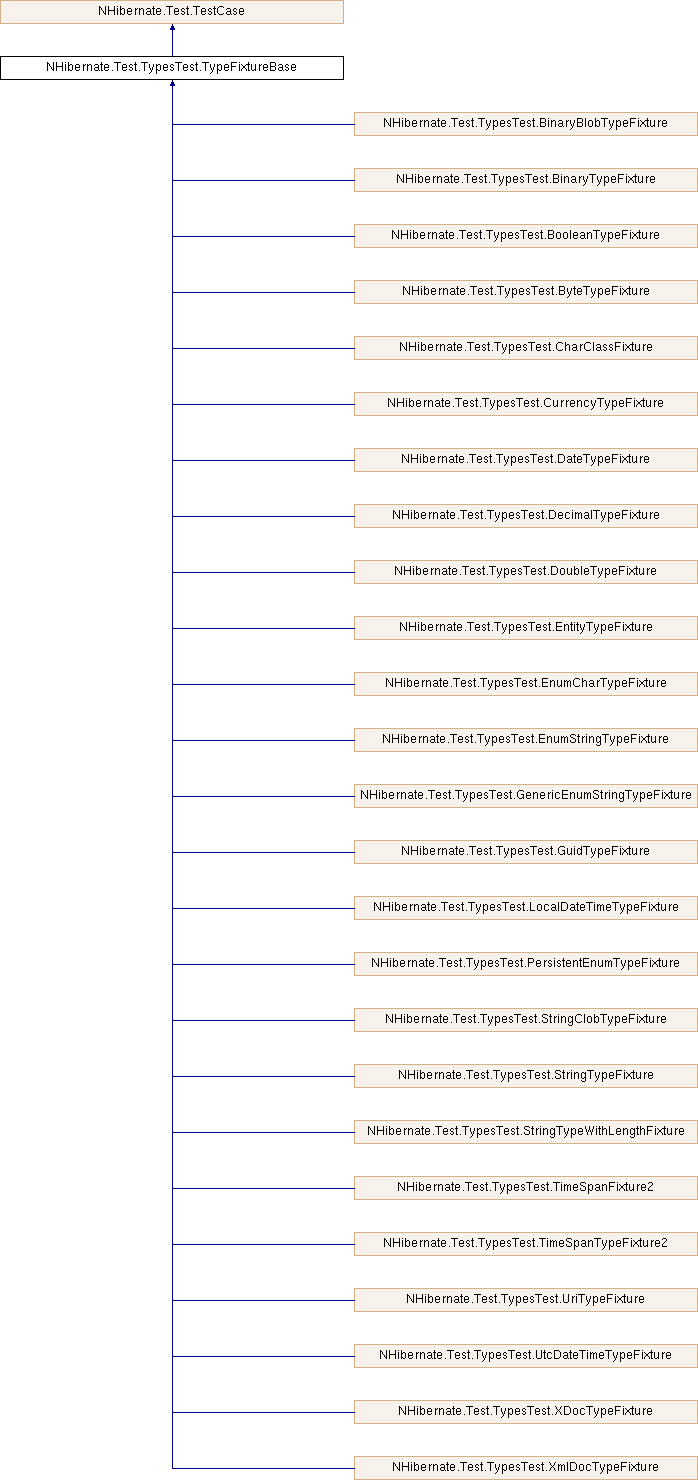 NHibernate.Test.TestCase
NHibernate.Test.TypesTest.TypeFixtureBase
NHibernate.Test.TypesTest.BinaryBlobTypeFixture
NHibernate.Test.TypesTest.BinaryTypeFixture
NHibernate.Test.TypesTest.BooleanTypeFixture
NHibernate.Test.TypesTest.ByteTypeFixture
NHibernate.Test.TypesTest.CharClassFixture
NHibernate.Test.TypesTest.CurrencyTypeFixture
NHibernate.Test.TypesTest.DateTypeFixture
NHibernate.Test.TypesTest.DecimalTypeFixture
NHibernate.Test.TypesTest.DoubleTypeFixture
NHibernate.Test.TypesTest.EntityTypeFixture
NHibernate.Test.TypesTest.EnumCharTypeFixture
NHibernate.Test.TypesTest.EnumStringTypeFixture
NHibernate.Test.TypesTest.GenericEnumStringTypeFixture
NHibernate.Test.TypesTest.GuidTypeFixture
NHibernate.Test.TypesTest.LocalDateTimeTypeFixture
NHibernate.Test.TypesTest.PersistentEnumTypeFixture
NHibernate.Test.TypesTest.StringClobTypeFixture
NHibernate.Test.TypesTest.StringTypeFixture
NHibernate.Test.TypesTest.StringTypeWithLengthFixture
NHibernate.Test.TypesTest.TimeSpanFixture2
NHibernate.Test.TypesTest.TimeSpanTypeFixture2
NHibernate.Test.TypesTest.UriTypeFixture
NHibernate.Test.TypesTest.UtcDateTimeTypeFixture
NHibernate.Test.TypesTest.XDocTypeFixture
NHibernate.Test.TypesTest.XmlDocTypeFixture